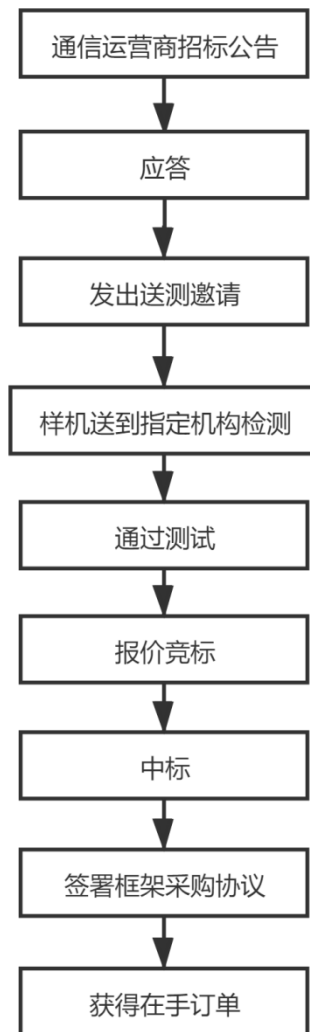 通信运营商招标公告
应答
发出送测邀请
样机送到指定机构检测
通过测试
报价竞标
中标
签署框架采购协议
获得在手订单